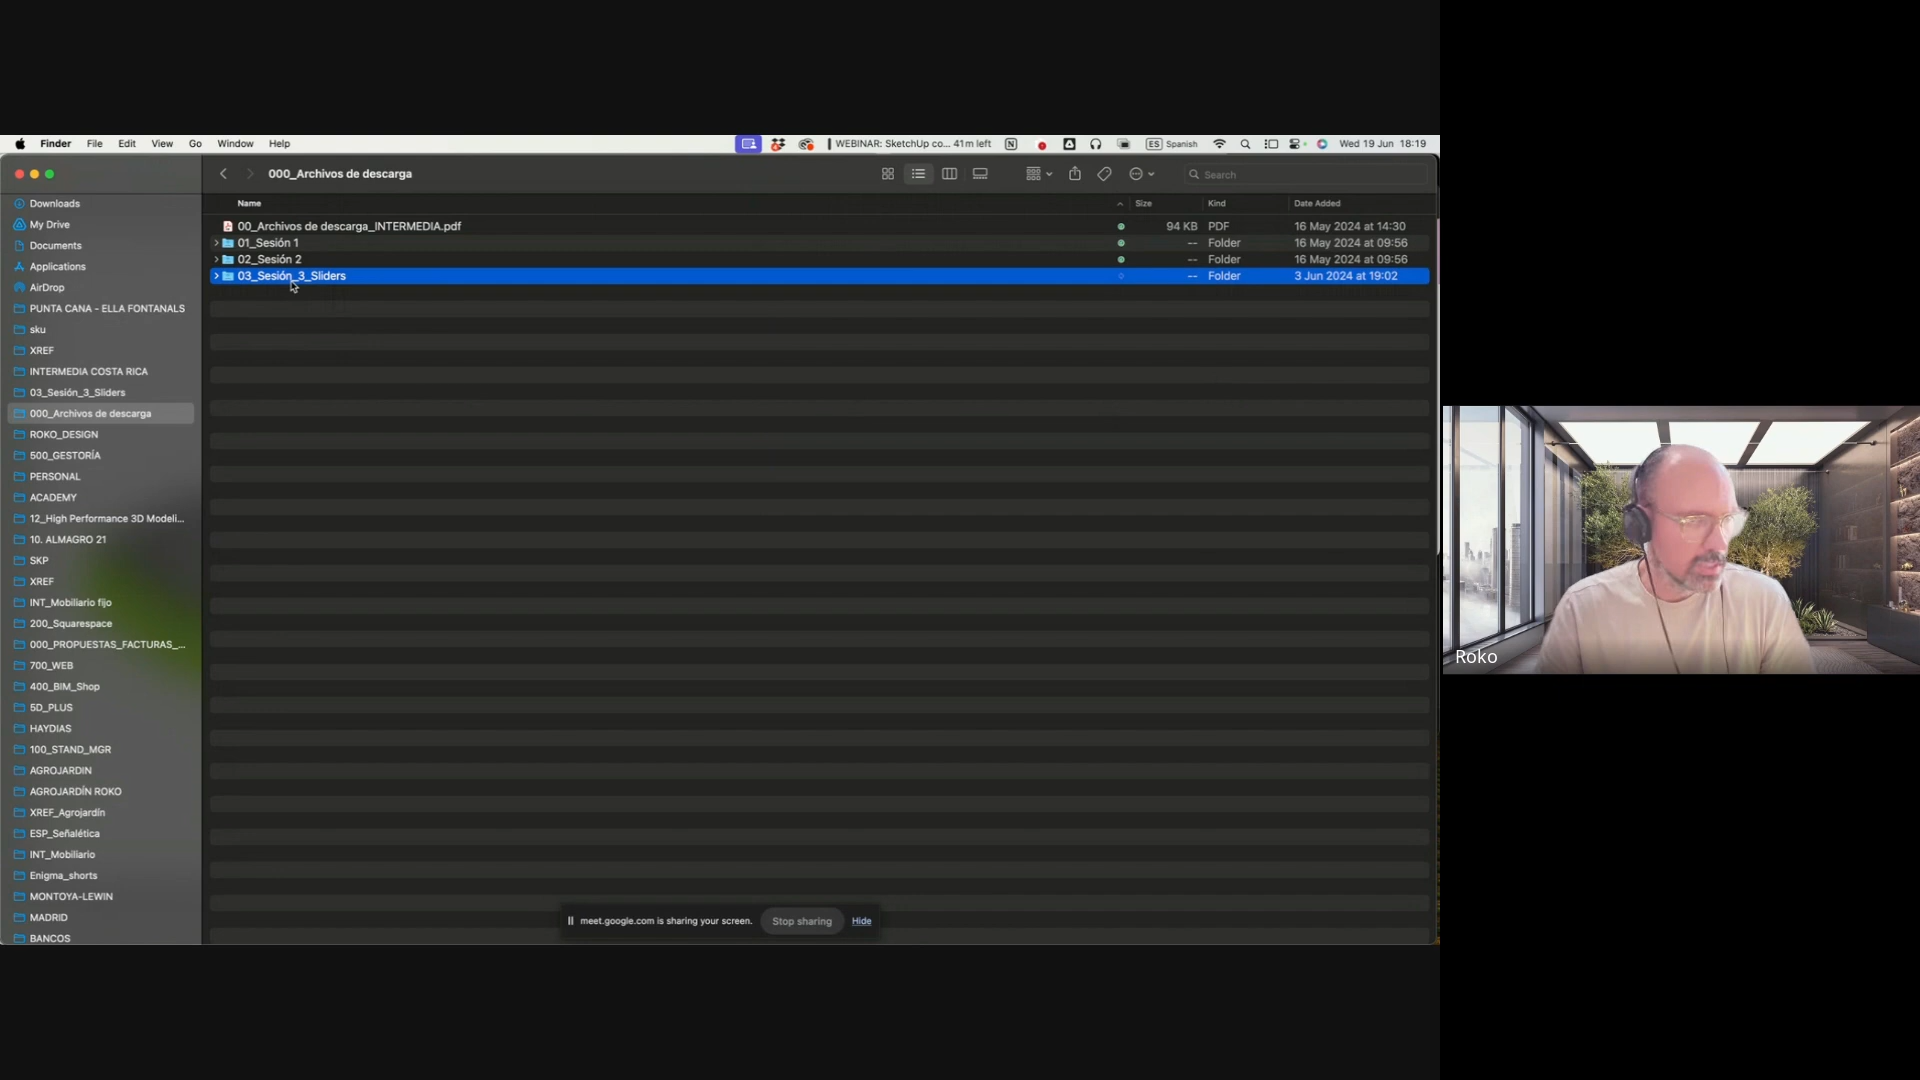 Finder File Edit View Go Window Help
WEBINAR: SketchUp co... 41m left
ES Spanish
Wed 19 Jun 18:19
000_Archivos de descarga
Search
Name Size Kind Date Added
00_Archivos de descarga_INTERMEDIA.pdf 94 KB PDF 16 May 2024 at 14:30
01_Sesión 1 -- Folder 16 May 2024 at 09:56
02_Sesión 2 -- Folder 16 May 2024 at 09:56
03_Sesión_3_Sliders -- Folder 3 Jun 2024 at 19:02
Downloads
My Drive
Documents
Applications
AirDrop
PUNTA CANA - ELLA FONTANALS
sku
XREF
INTERMEDIA COSTA RICA
03_Sesión_3_Sliders
000_Archivos de descarga
ROKO_DESIGN
500_GESTORÍA
PERSONAL
ACADEMY
12_High Performance 3D Modeli...
10. ALMAGRO 21
SKP
XREF
INT_Mobiliario fijo
200_Squarespace
000_PROPUESTAS_FACTURAS_...
700_WEB
400_BIM_Shop
5D_PLUS
HAYDIAS
100_STAND_MGR
AGROJARDIN
AGROJARDÍN ROKO
XREF_Agrojardín
ESP_Señalética
INT_Mobiliario
Enigma_shorts
MONTOYA-LEWIN
MADRID
BANCOS
meet.google.com is sharing your screen. Stop sharing Hide
Roko